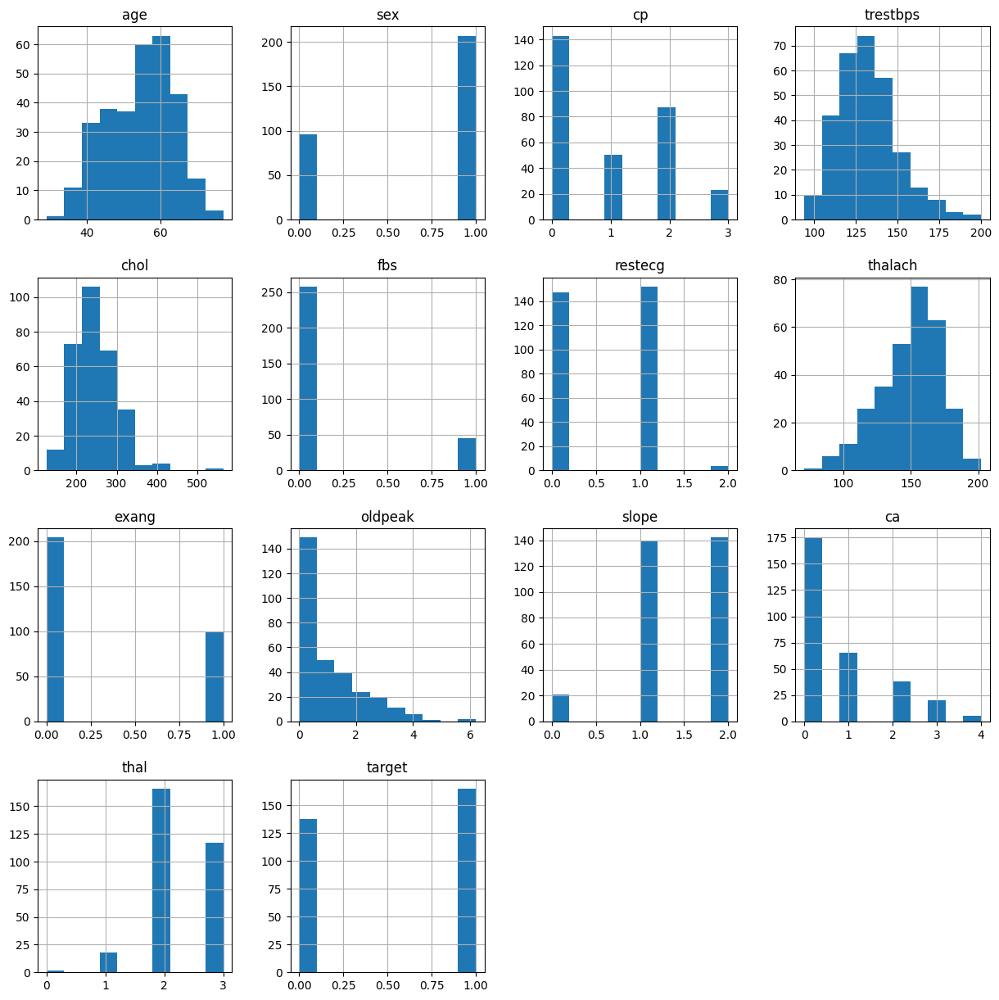 age sex cp trestbps
60 50 40 30 20 10 0 40 60
200 150 100 50 0 0.00 0.25 0.50 0.75 1.00
140 120 100 80 60 40 20 0 0 1 2 3
70 60 50 40 30 20 10 0 100 125 150 175 200
chol fbs restecg thalach
100 80 60 40 20 0 200 300 400 500
250 200 150 100 50 0 0.00 0.25 0.50 0.75 1.00
140 120 100 80 60 40 20 0 0.0 0.5 1.0 1.5 2.0
80 60 40 20 0 100 150 200
exang oldpeak slope ca
200 150 100 50 0 0.00 0.25 0.50 0.75 1.00
140 120 100 80 60 40 20 0 0 2 4 6
140 120 100 80 60 40 20 0 0.0 0.5 1.0 1.5 2.0
175 150 125 100 75 50 25 0 0 1 2 3 4
thal target
150 125 100 75 50 25 0 0 1 2 3
150 125 100 75 50 25 0 0.00 0.25 0.50 0.75 1.00